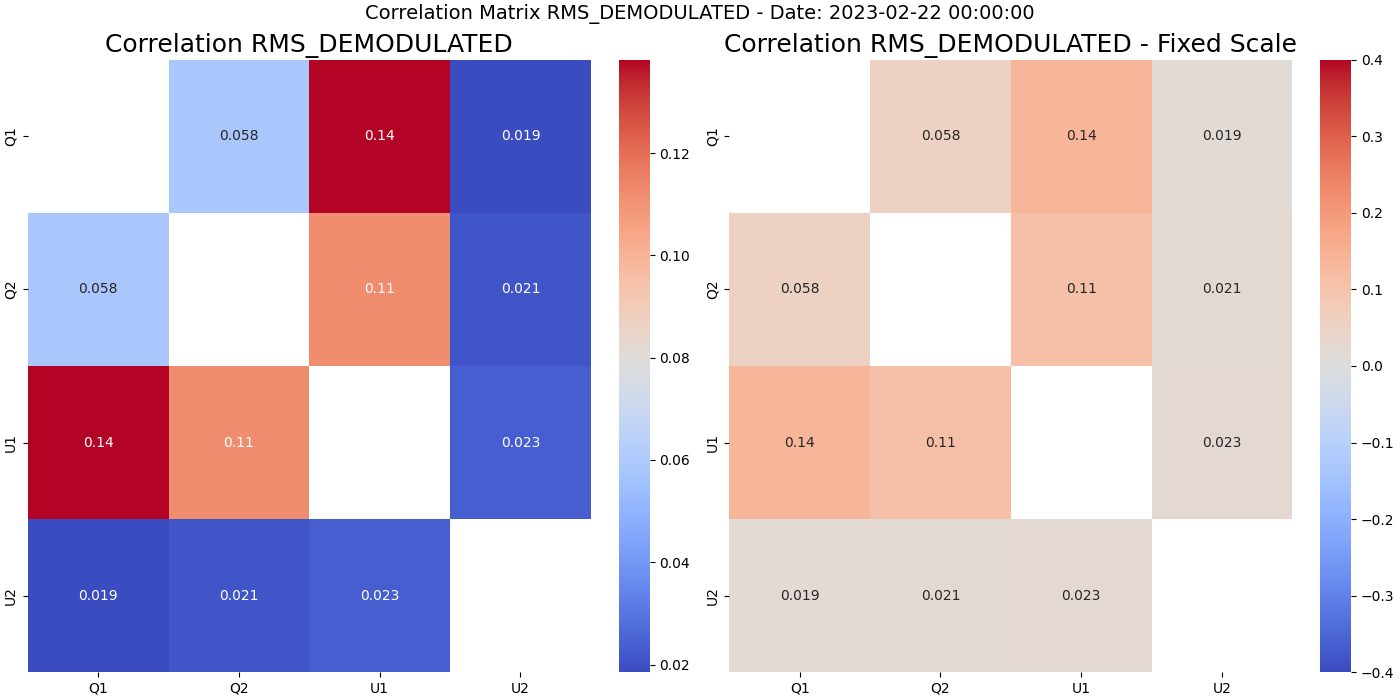 Correlation Matrix RMS_DEMODULATED - Date: 2023-02-22 00:00:00
Correlation RMS_DEMODULATED
Q1 0.058 0.14 0.019
Q2 0.058 0.11 0.021
U1 0.14 0.11 0.023
U2 0.019 0.021 0.023
Q1 Q2 U1 U2
0.12
0.10
0.08
0.06
0.04
0.02
Correlation RMS_DEMODULATED - Fixed Scale
Q1 0.058 0.14 0.019
Q2 0.058 0.11 0.021
U1 0.14 0.11 0.023
U2 0.019 0.021 0.023
Q1 Q2 U1 U2
0.4
0.3
0.2
0.1
0.0
−0.1
−0.2
−0.3
−0.4